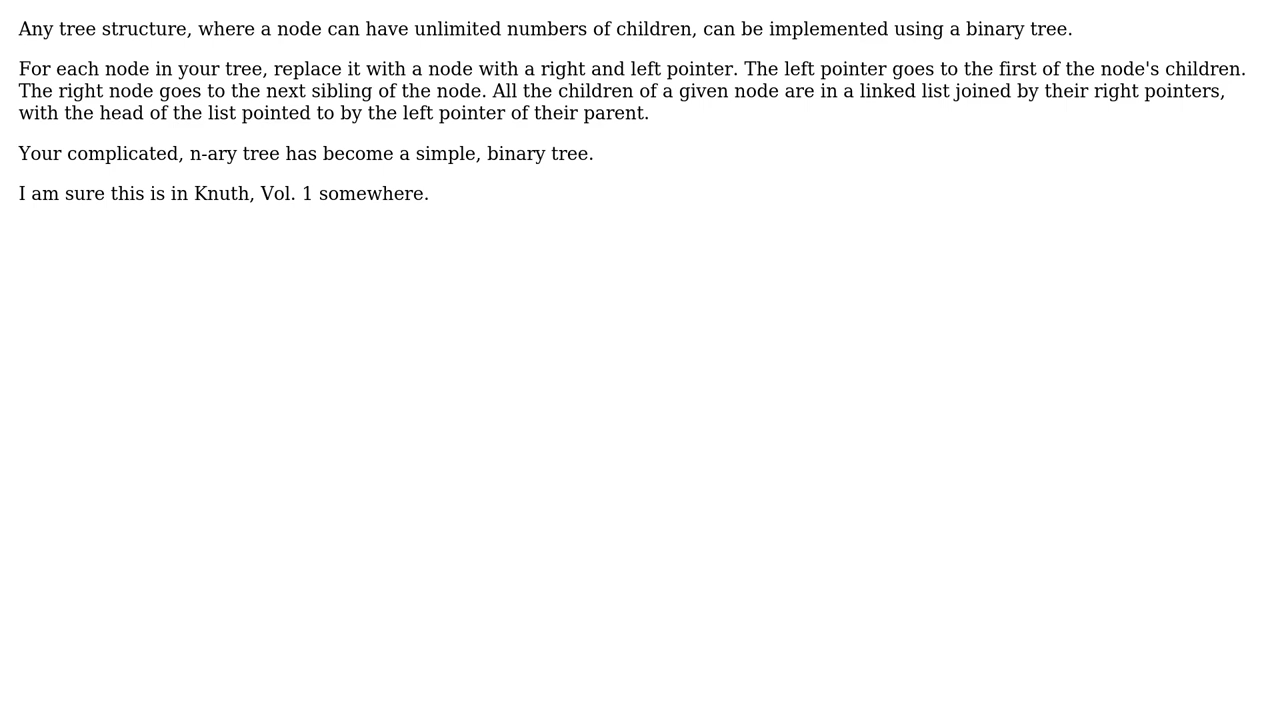 Any tree structure, where a node can have unlimited numbers of children, can be implemented using a binary tree.
For each node in your tree, replace it with a node with a right and left pointer. The left pointer goes to the first of the node's children.
The right node goes to the next sibling of the node. All the children of a given node are in a linked list joined by their right pointers,
with the head of the list pointed to by the left pointer of their parent.
Your complicated, n-ary tree has become a simple, binary tree.
I am sure this is in Knuth, Vol. 1 somewhere.